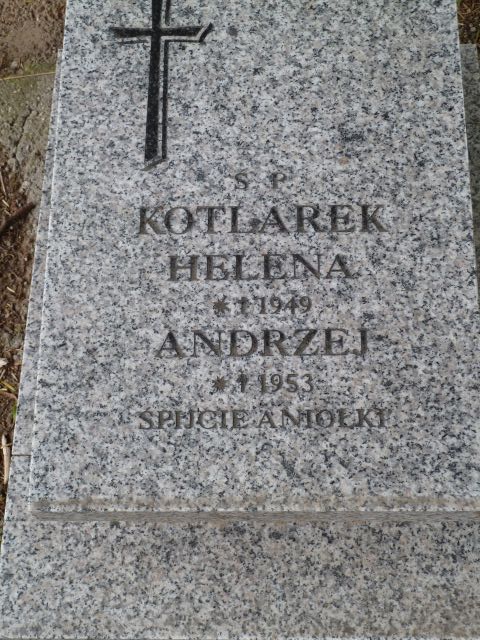 S P
KOTLAREK
HELENA
* † 1949
ANDRZEJ
* † 1953
ŚPIJCIE ANIOŁKI